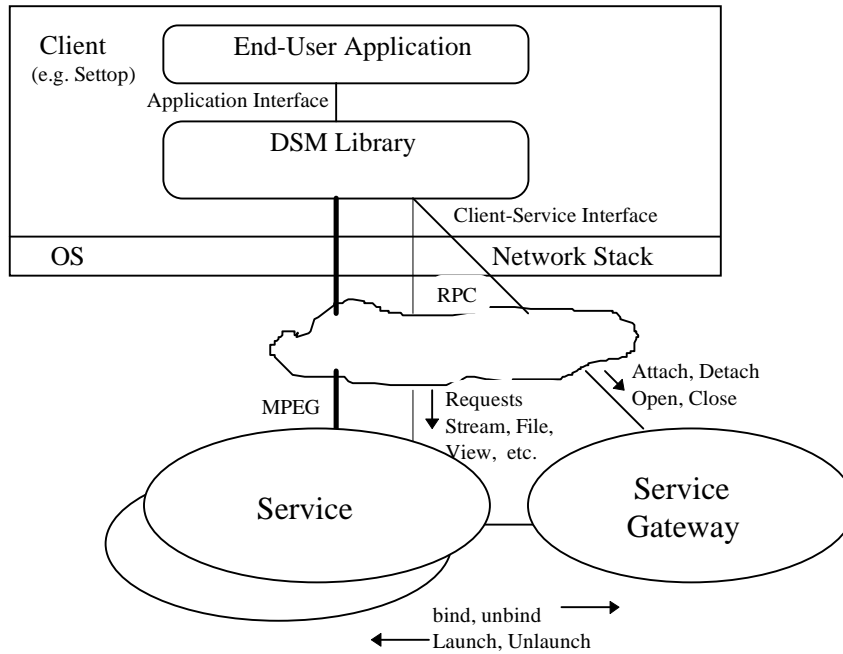 Client
(e.g. Settop)
End-User Application
Application Interface
DSM Library
Client-Service Interface
OS
Network Stack
RPC
MPEG
Requests
Stream, File,
View, etc.
Attach, Detach
Open, Close
Service
Service
Gateway
bind, unbind
Launch, Unlaunch